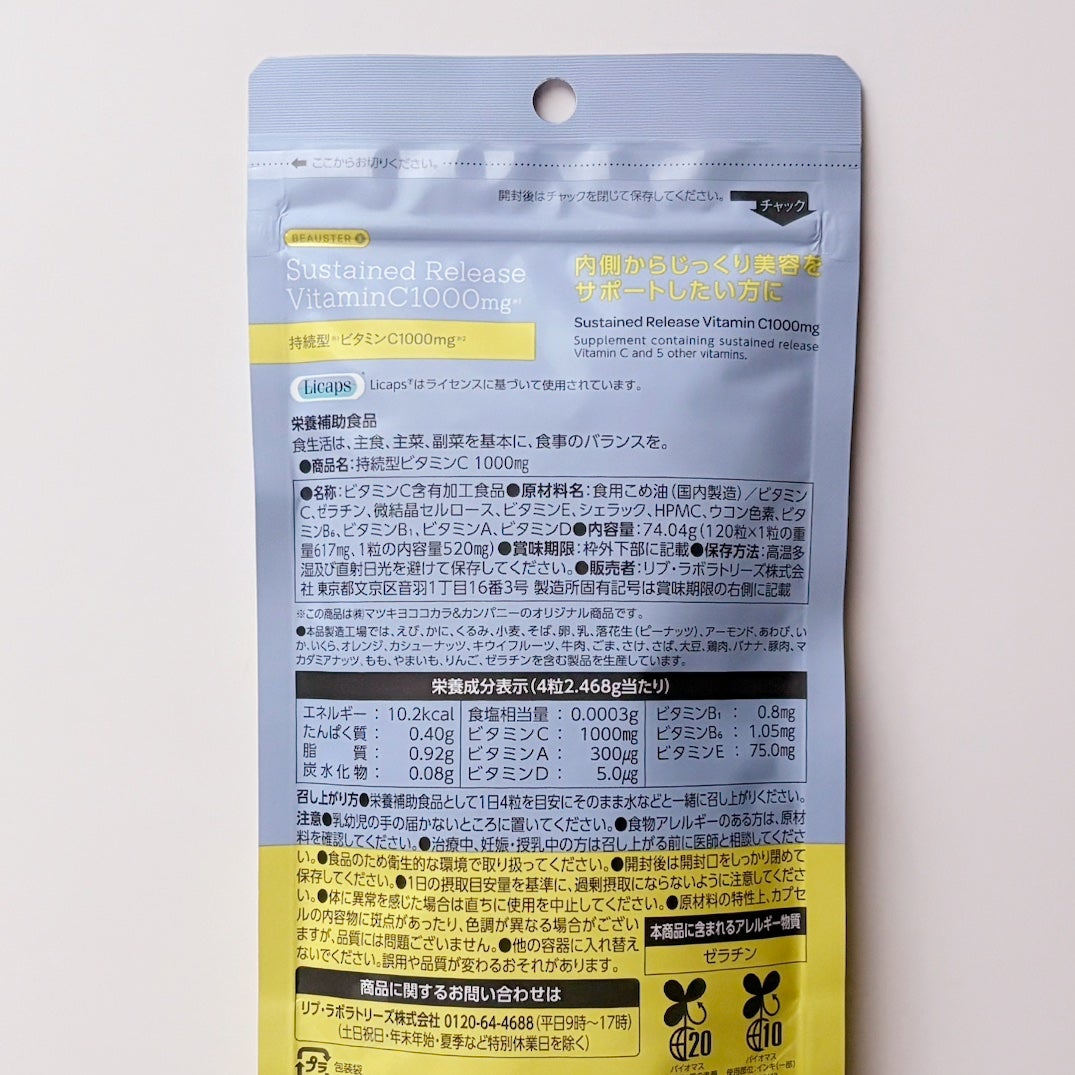 ここからお切りください。
開封後はチャックを閉じて保存してください。
チャック
BEAUSTER
Sustained Release
VitaminC1000mg※1
持続型※1ビタミンC1000mg※2
内側からじっくり美容を
サポートしたい方に
Sustained Release Vitamin C1000mg
Supplement containing sustained release
Vitamin C and 5 other vitamins.
Licaps
Licaps®はライセンスに基づいて使用されています。
栄養補助食品
食生活は、主食、主菜、副菜を基本に、食事のバランスを。
●商品名:持続型ビタミンC 1000mg
●名称:ビタミンC含有加工食品●原材料名:食用こめ油(国内製造)/ビタミン
C、ゼラチン、微結晶セルロース、ビタミンE、シェラック、HPMC、ウコン色素、ビタ
ミンB6、ビタミンB1、ビタミンA、ビタミンD●内容量:74.04g(120粒×1粒の重
量617mg、1粒の内容量520mg)●賞味期限:枠外下部に記載●保存方法:高温多
湿及び直射日光を避けて保存してください。●販売者:リブ・ラボラトリーズ株式会
社 東京都文京区音羽1丁目16番3号 製造所固有記号は賞味期限の右側に記載
※この商品は㈱マツキヨココカラ&カンパニーのオリジナル商品です。
●本品製造工場では、えび、かに、くるみ、小麦、そば、卵、乳、落花生(ピーナッツ)、アーモンド、あわび、い
か、いくら、オレンジ、カシューナッツ、キウイフルーツ、牛肉、ごま、さけ、さば、大豆、鶏肉、バナナ、豚肉、マ
カダミアナッツ、もも、やまいも、りんご、ゼラチンを含む製品を生産しています。
栄養成分表示(4粒2.468g当たり)
エネルギー : 10.2kcal
たんぱく質 : 0.40g
脂 質 : 0.92g
炭水化物 : 0.08g
食塩相当量 : 0.0003g
ビタミンC : 1000mg
ビタミンA : 300μg
ビタミンD : 5.0μg
ビタミンB1 : 0.8mg
ビタミンB6 : 1.05mg
ビタミンE : 75.0mg
召し上がり方●栄養補助食品として1日4粒を目安にそのまま水などと一緒に召し上がりください。
注意●乳幼児の手の届かないところに置いてください。●食物アレルギーのある方は、原材
料を確認してください。●治療中、妊娠・授乳中の方は召し上がる前に医師と相談してくださ
い。●食品のため衛生的な環境で取り扱ってください。●開封後は開封口をしっかり閉めて
保存してください。●1日の摂取目安量を基準に、過剰摂取にならないように注意してくださ
い。●体に異常を感じた場合は直ちに使用を中止してください。●原材料の特性上、カプセ
ルの内容物に斑点があったり、色調が異なる場合がござい
ますが、品質には問題ございません。●他の容器に入れ替え
ないでください。誤用や品質が変わるおそれがあります。
本商品に含まれるアレルギー物質
ゼラチン
商品に関するお問い合わせは
リブ・ラボラトリーズ株式会社 0120-64-4688(平日9時〜17時)
(土日祝日・年末年始・夏季など特別休業日を除く)
20
バイオマス
10
バイオマス
使用部位、インキ(一部)
プラ
包装袋